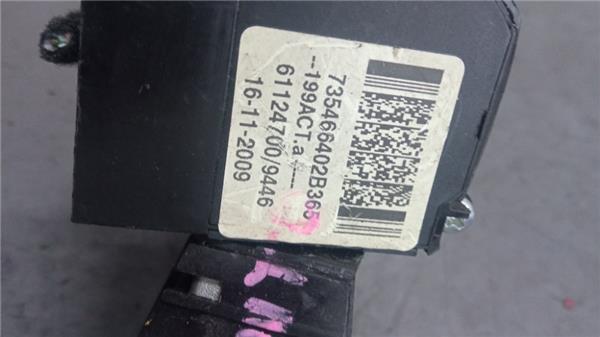 735466402B365
--199ACT.a-----
61124700/9446
16-11-2009